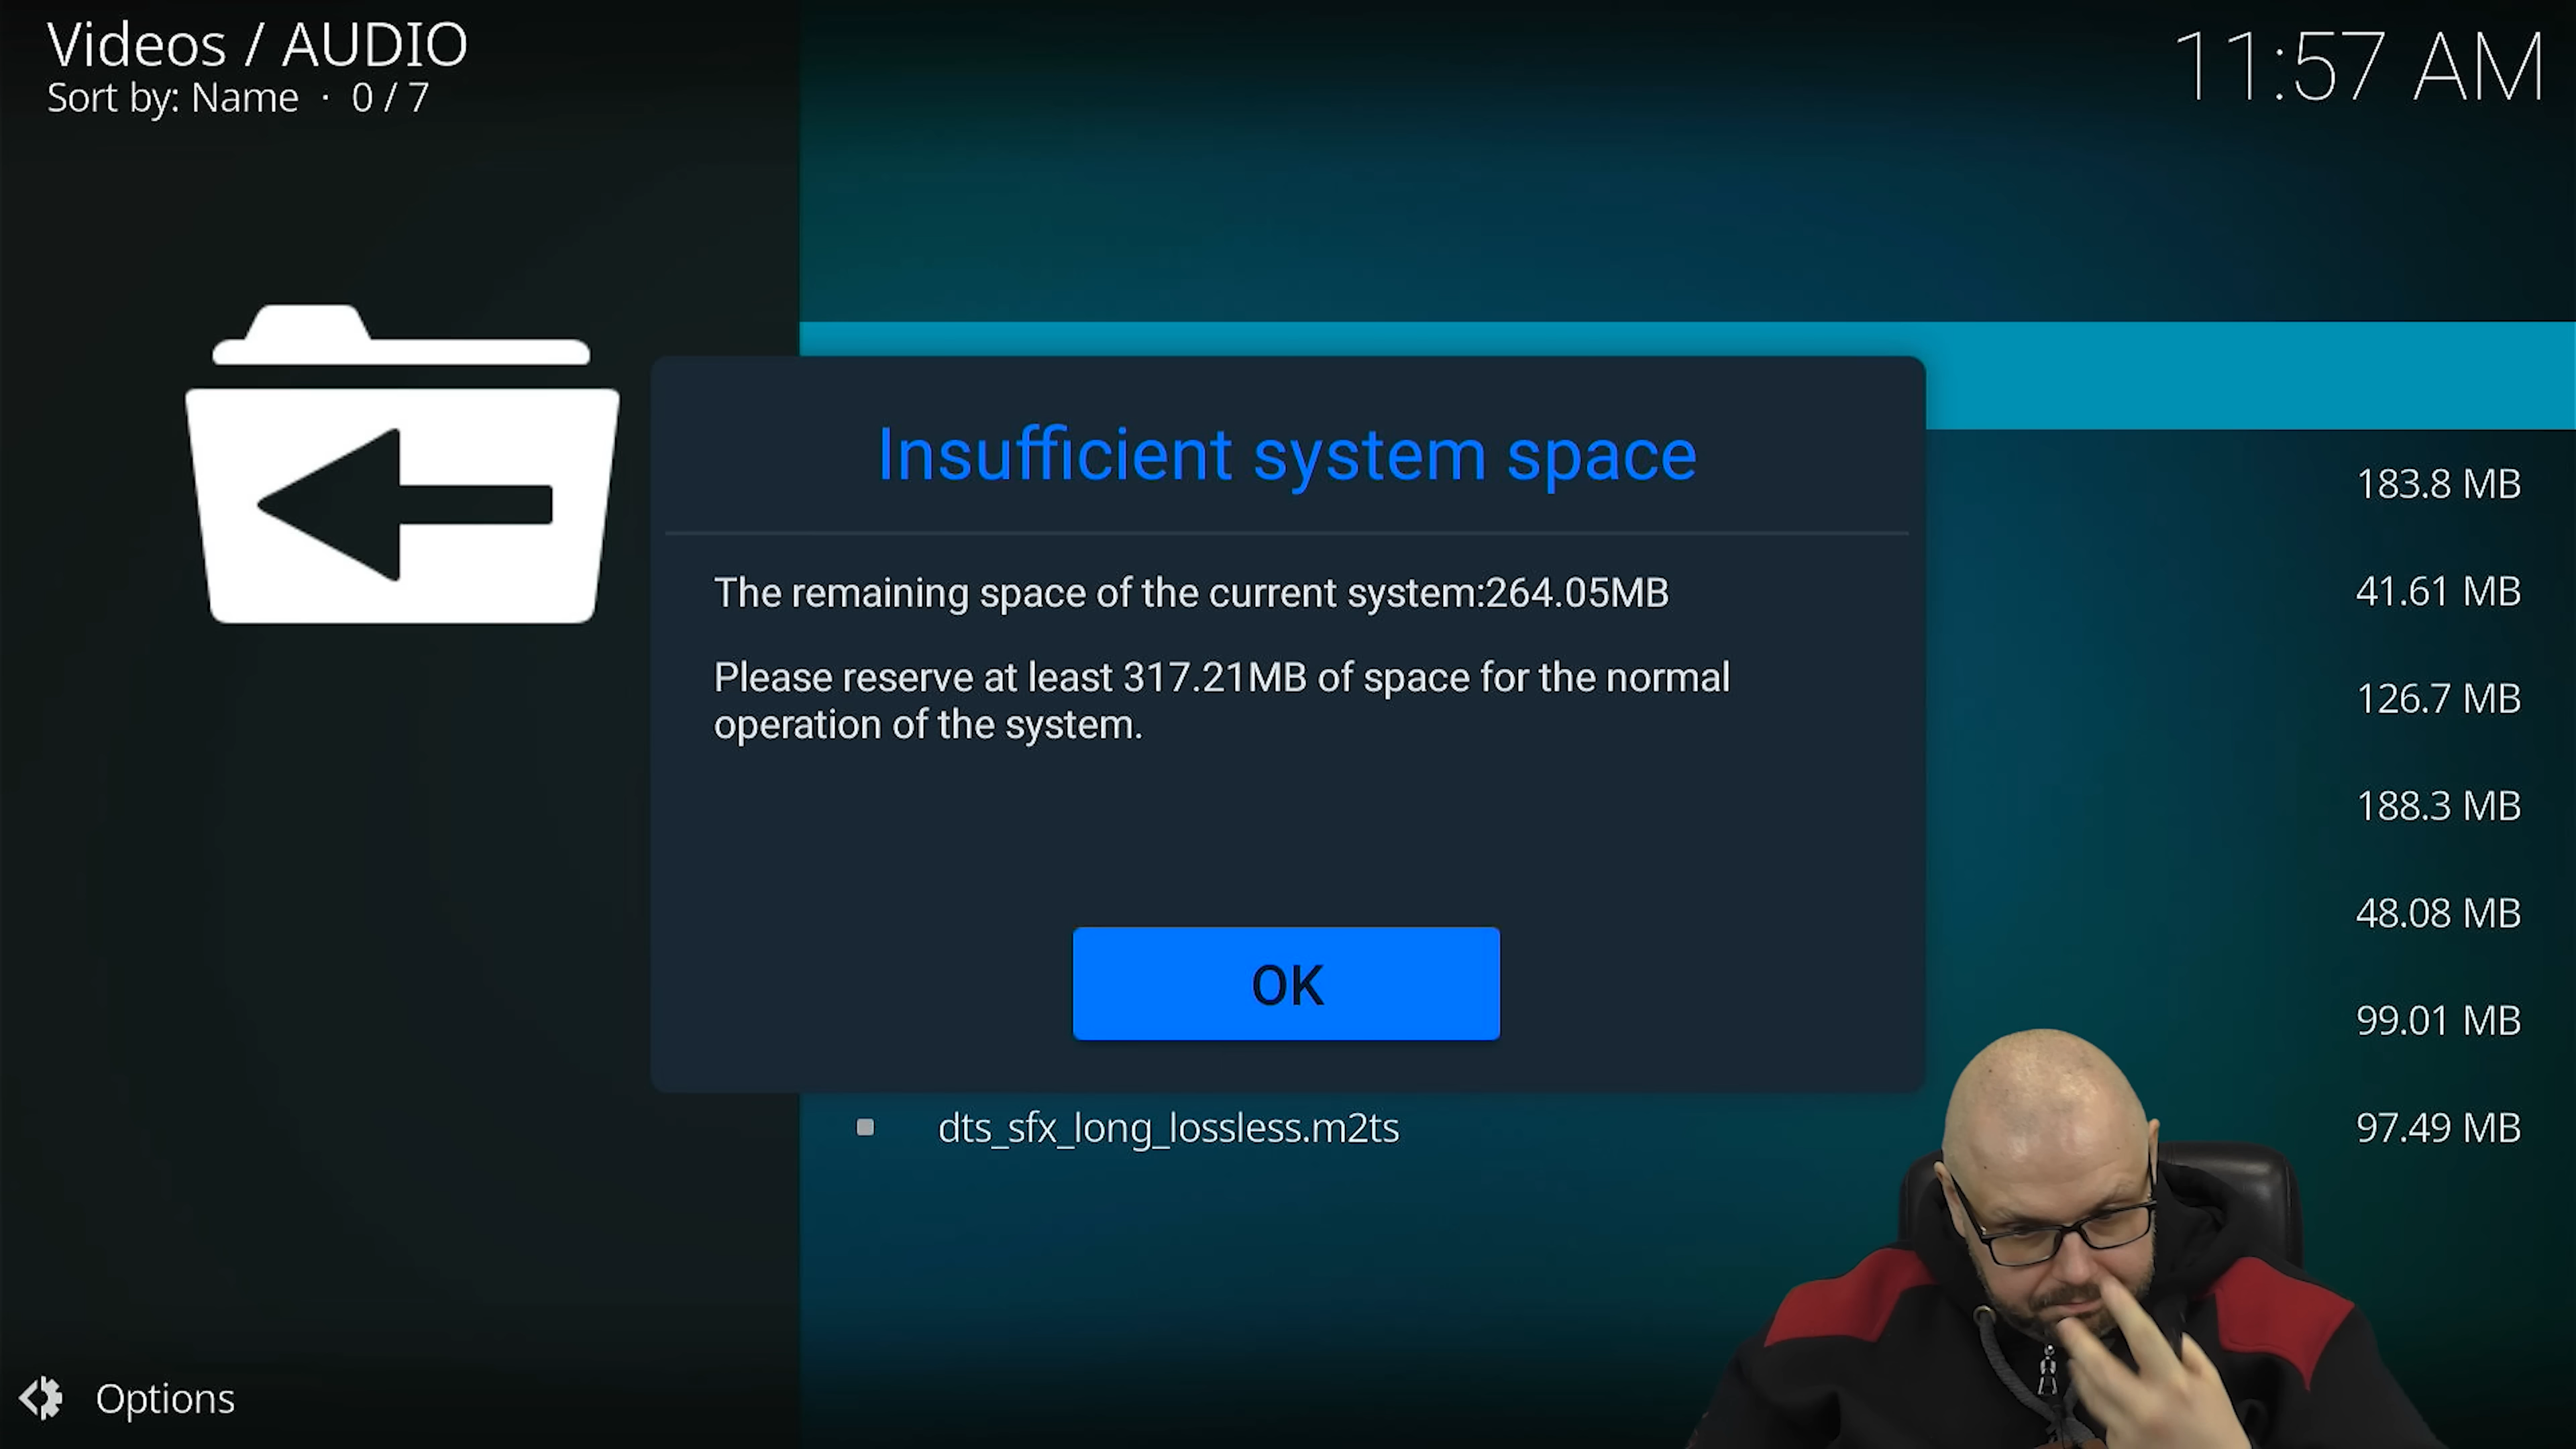 Videos / AUDIO
Sort by: Name · 0 / 7
11:57 AM
Insufficient system space
The remaining space of the current system:264.05MB
Please reserve at least 317.21MB of space for the normal
operation of the system.
OK
183.8 MB
41.61 MB
126.7 MB
188.3 MB
48.08 MB
99.01 MB
dts_sfx_long_lossless.m2ts
97.49 MB
Options